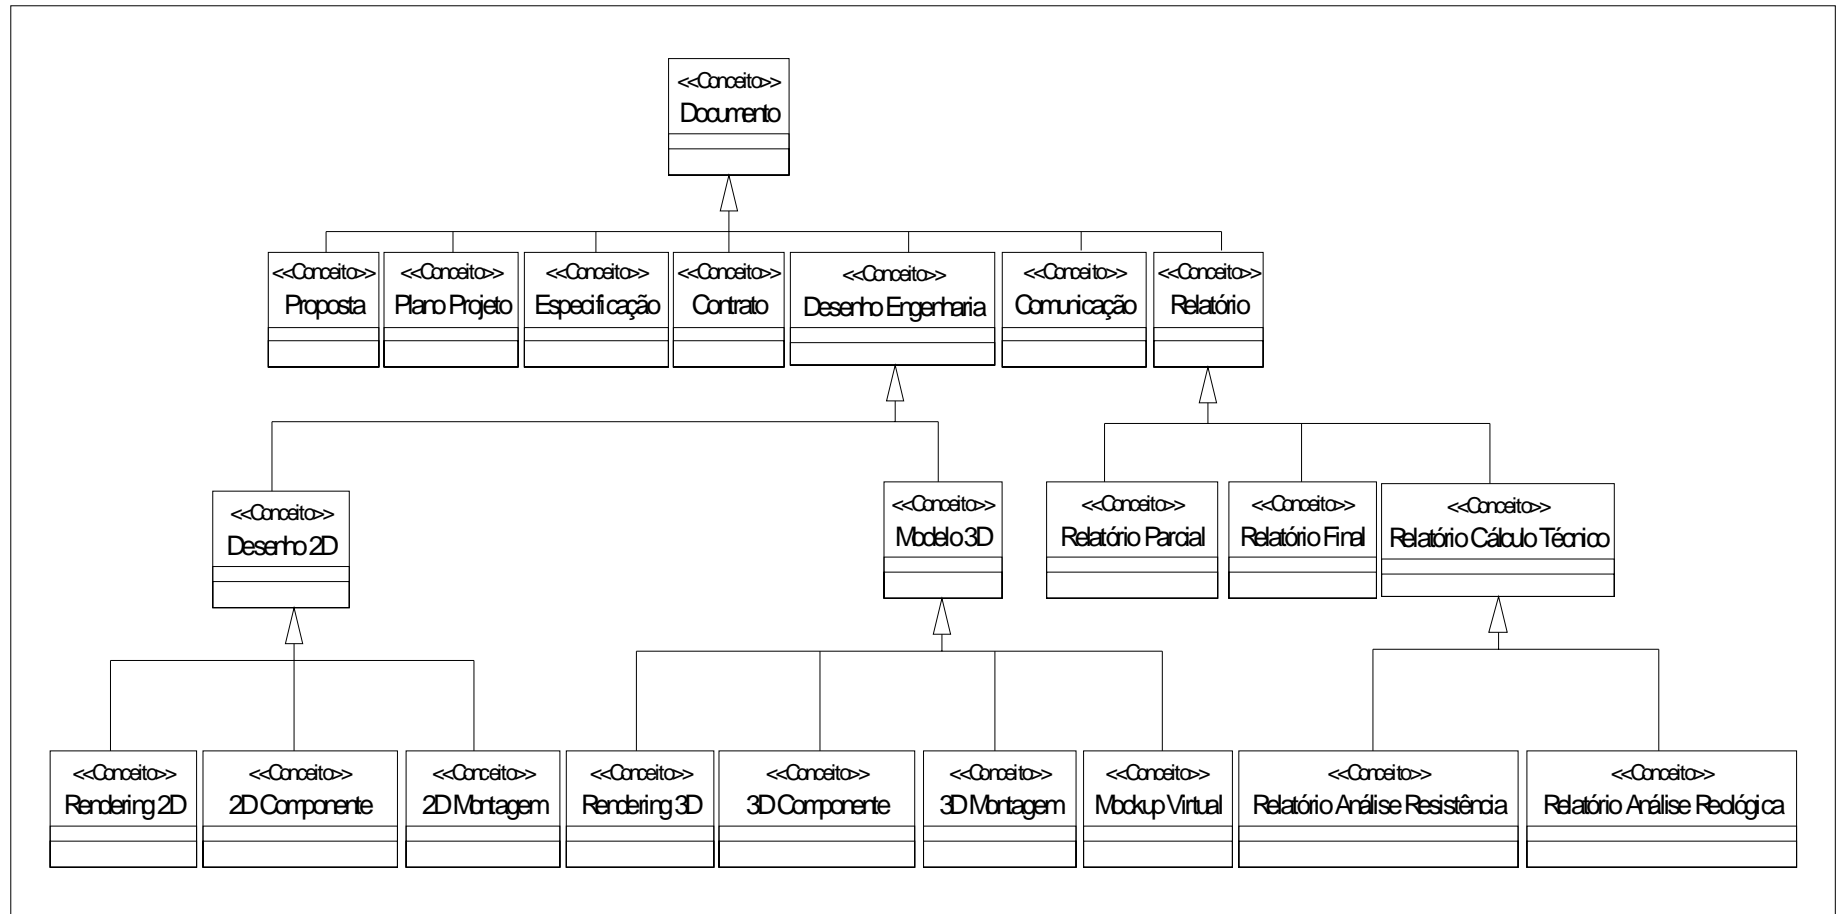 <<Conceito>>
Documento
<<Conceito>>
Proposta
<<Conceito>>
Plano Projeto
<<Conceito>>
Especificação
<<Conceito>>
Contrato
<<Conceito>>
Desenho Engenharia
<<Conceito>>
Comunicação
<<Conceito>>
Relatório
<<Conceito>>
Desenho 2D
<<Conceito>>
Modelo 3D
<<Conceito>>
Relatório Parcial
<<Conceito>>
Relatório Final
<<Conceito>>
Relatório Cálculo Técnico
<<Conceito>>
Rendering 2D
<<Conceito>>
2D Componente
<<Conceito>>
2D Montagem
<<Conceito>>
Rendering 3D
<<Conceito>>
3D Componente
<<Conceito>>
3D Montagem
<<Conceito>>
Mockup Virtual
<<Conceito>>
Relatório Análise Resistência
<<Conceito>>
Relatório Análise Reológica